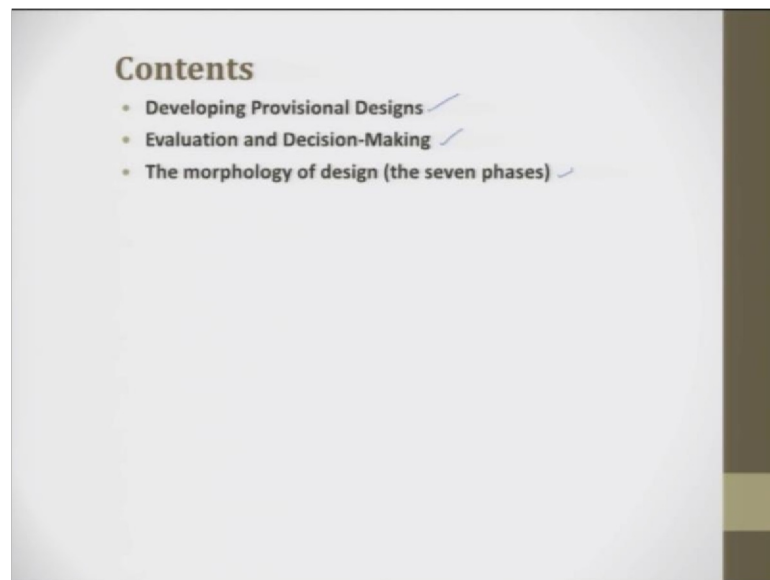 Contents
• Developing Provisional Designs
• Evaluation and Decision-Making
• The morphology of design (the seven phases)